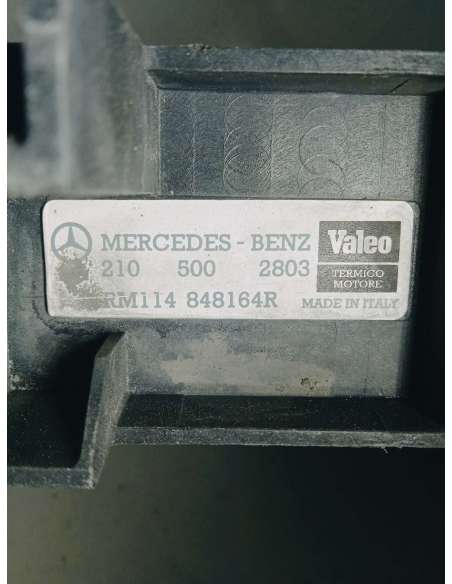 MERCEDES - BENZ
210 500 2803
RM114 848164R
Valeo
TERMICO
MOTORE
MADE IN ITALY